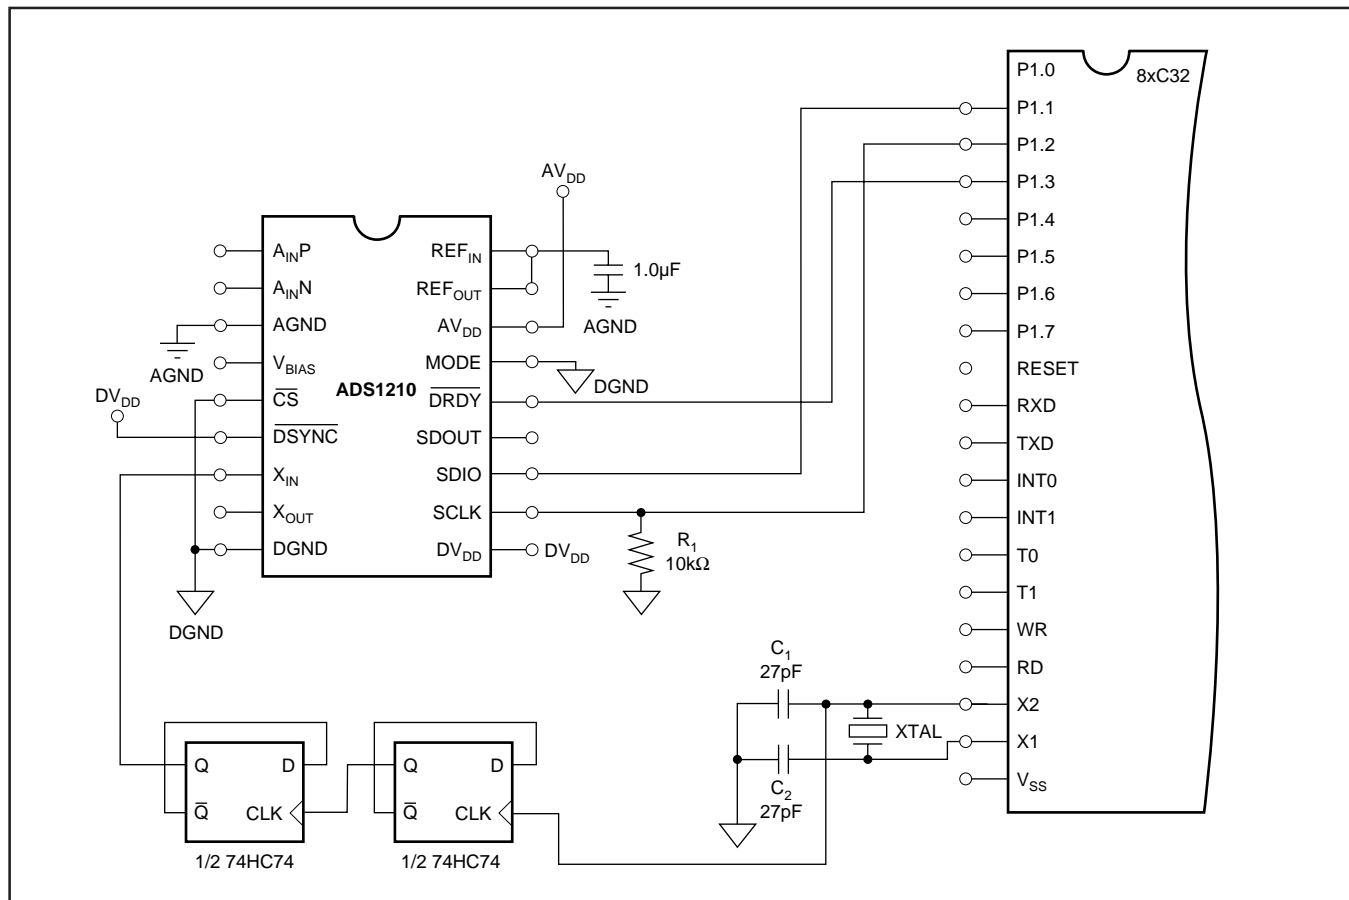 8xC32
P1.0
P1.1
P1.2
P1.3
P1.4
P1.5
P1.6
P1.7
RESET
RXD
TXD
INT0
INT1
T0
T1
WR
RD
X2
X1
VSS
AVDD
AINP
AINN
AGND
VBIAS
CS
DSYNC
XIN
XOUT
DGND
ADS1210
REFIN
REFOUT
AVDD
MODE
DRDY
SDOUT
SDIO
SCLK
DVDD
1.0µF
AGND
DGND
AGND
DVDD
DVDD
R1
10kΩ
DGND
C1
27pF
XTAL
C2
27pF
Q D
Q CLK
1/2 74HC74
Q D
Q CLK
1/2 74HC74